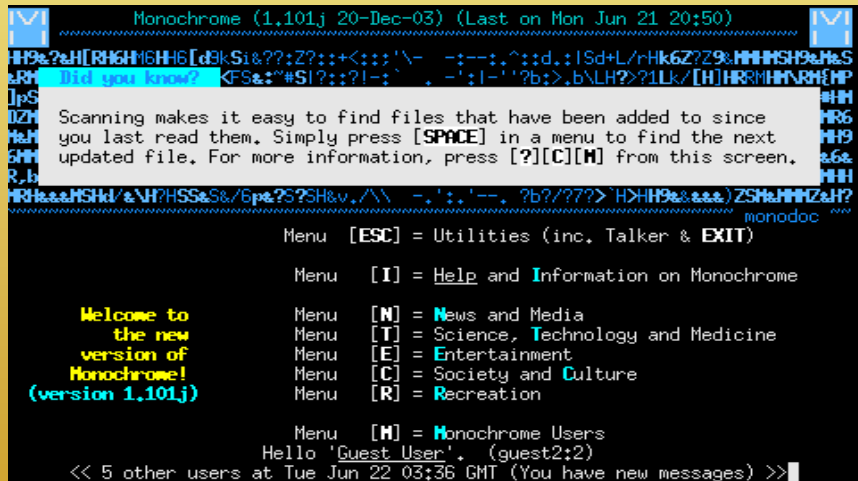 Monochrome (1.101j 20-Dec-03) (Last on Mon Jun 21 20:50)
Did you know?
Scanning makes it easy to find files that have been added to since
you last read them. Simply press [SPACE] in a menu to find the next
updated file. For more information, press [?][C][M] from this screen.
monodoc
Menu [ESC] = Utilities (inc. Talker & EXIT)
Menu [I] = Help and Information on Monochrome
Welcome to Menu [N] = News and Media
the new Menu [T] = Science, Technology and Medicine
version of Menu [E] = Entertainment
Monochrome! Menu [C] = Society and Culture
(version 1.101j) Menu [R] = Recreation
Menu [M] = Monochrome Users
Hello 'Guest User'. (guest2:2)
<< 5 other users at Tue Jun 22 03:36 GMT (You have new messages) >>